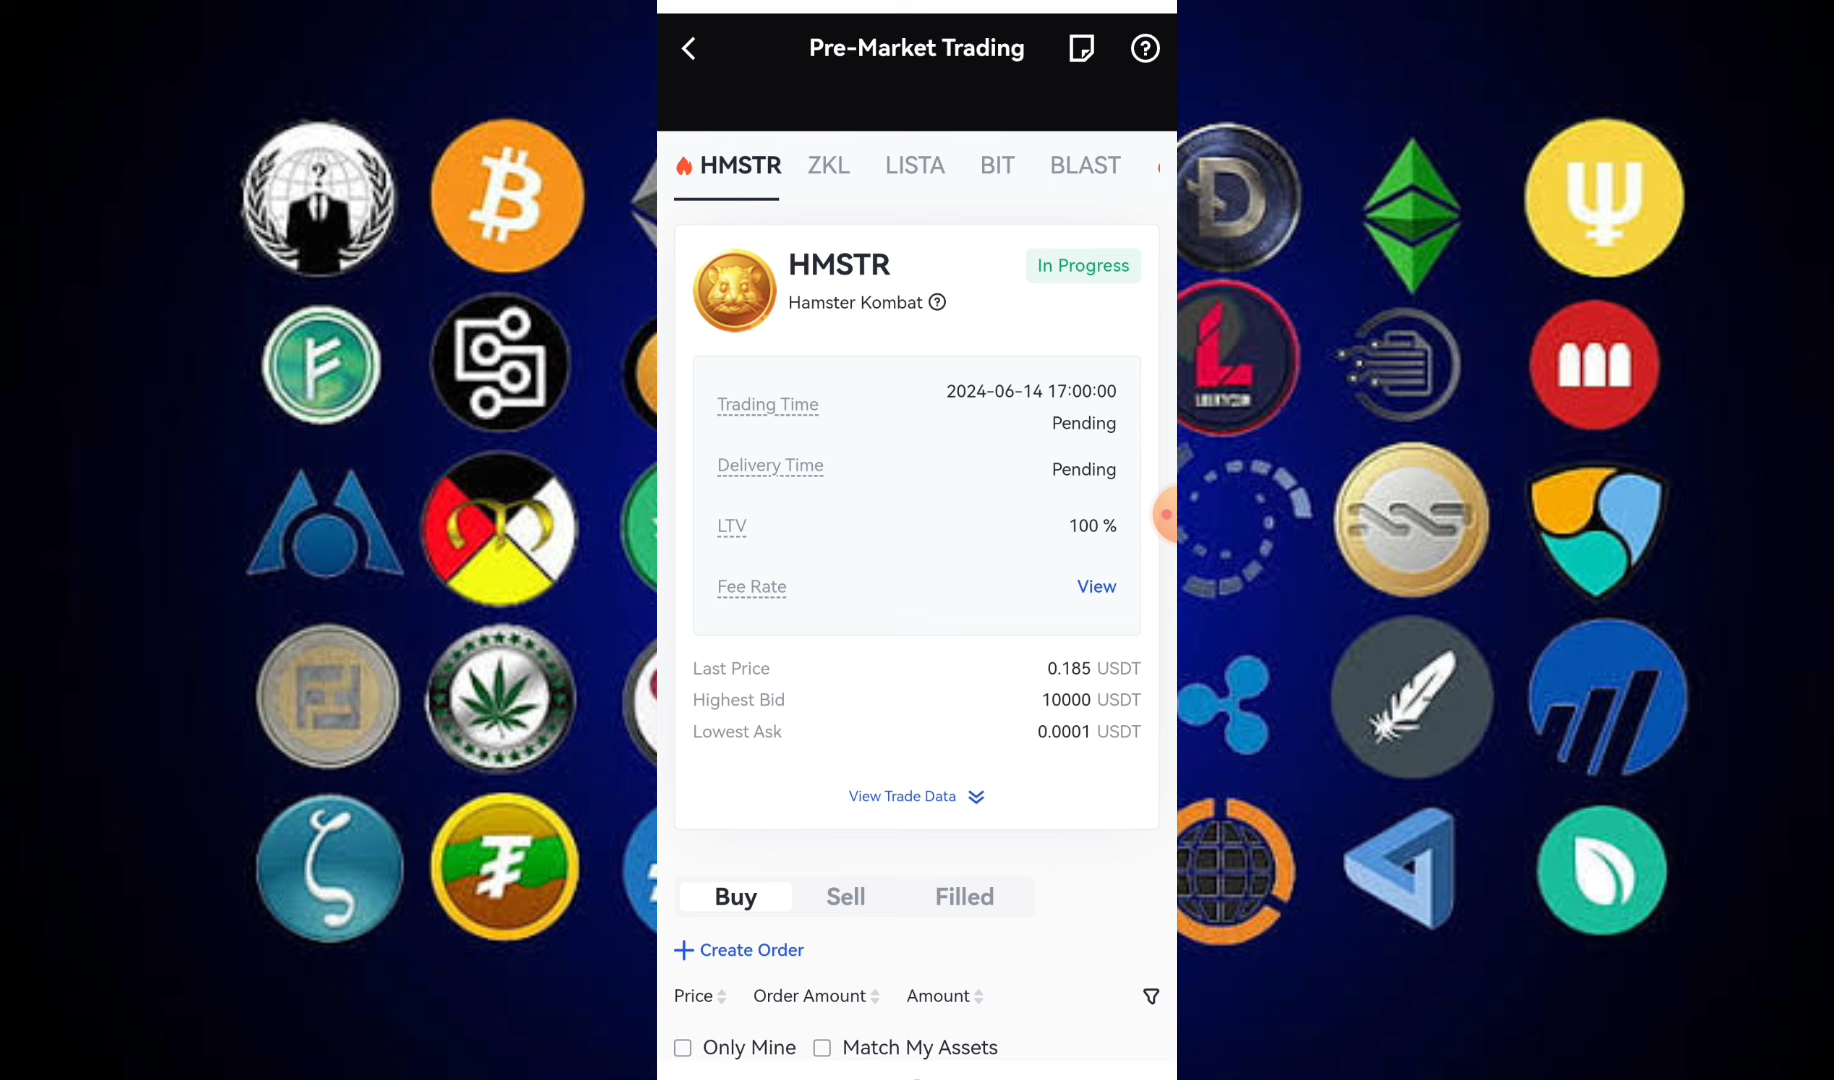 Pre-Market Trading
HMSTR ZKL LISTA BIT BLAST
HMSTR
In Progress
Hamster Kombat
Trading Time
2024-06-14 17:00:00
Pending
Delivery Time
Pending
LTV
100 %
Fee Rate
View
Last Price
0.185 USDT
Highest Bid
10000 USDT
Lowest Ask
0.0001 USDT
View Trade Data
Buy Sell Filled
Create Order
Price Order Amount Amount
Only Mine Match My Assets
LIBERTYCOIN